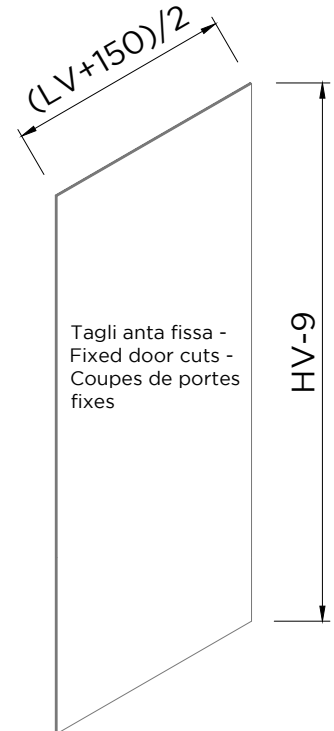 (LV+150)/2
HV-9
Tagli anta fissa -
Fixed door cuts -
Coupes de portes
fixes